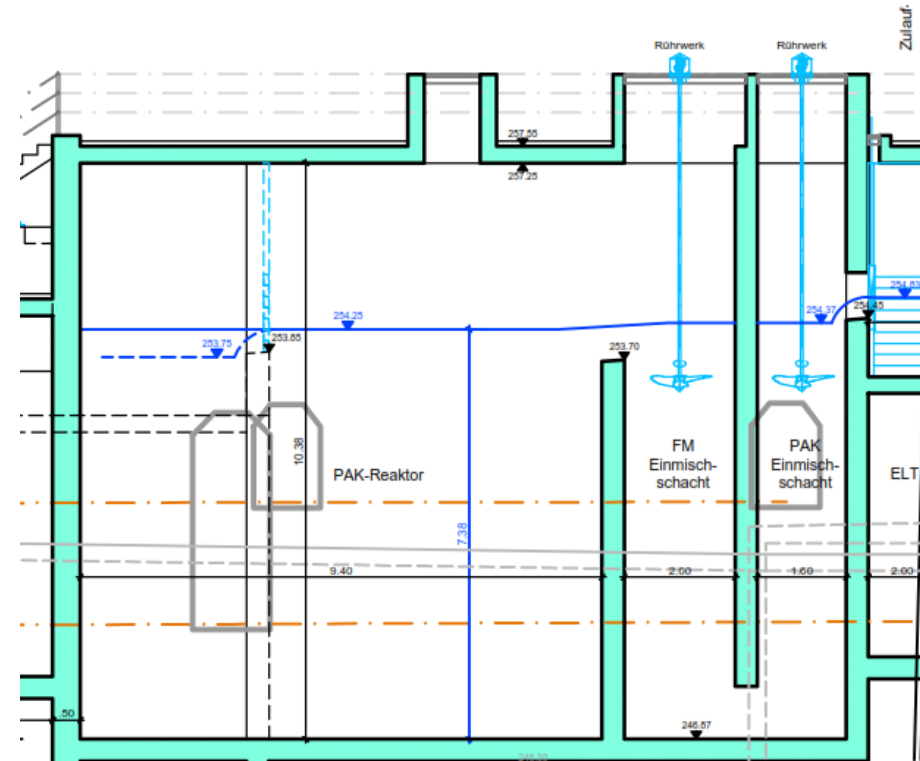 Zulauf-
Rührwerk
Rührwerk
257.55
257.25
254.83
254.25
254.37
254.45
253.75
253.85
253.70
10.38
PAK-Reaktor
FM
Einmisch-
schacht
PAK
Einmisch-
schacht
ELT
7.38
9.40
2.00
1.60
2.00
.50
246.87